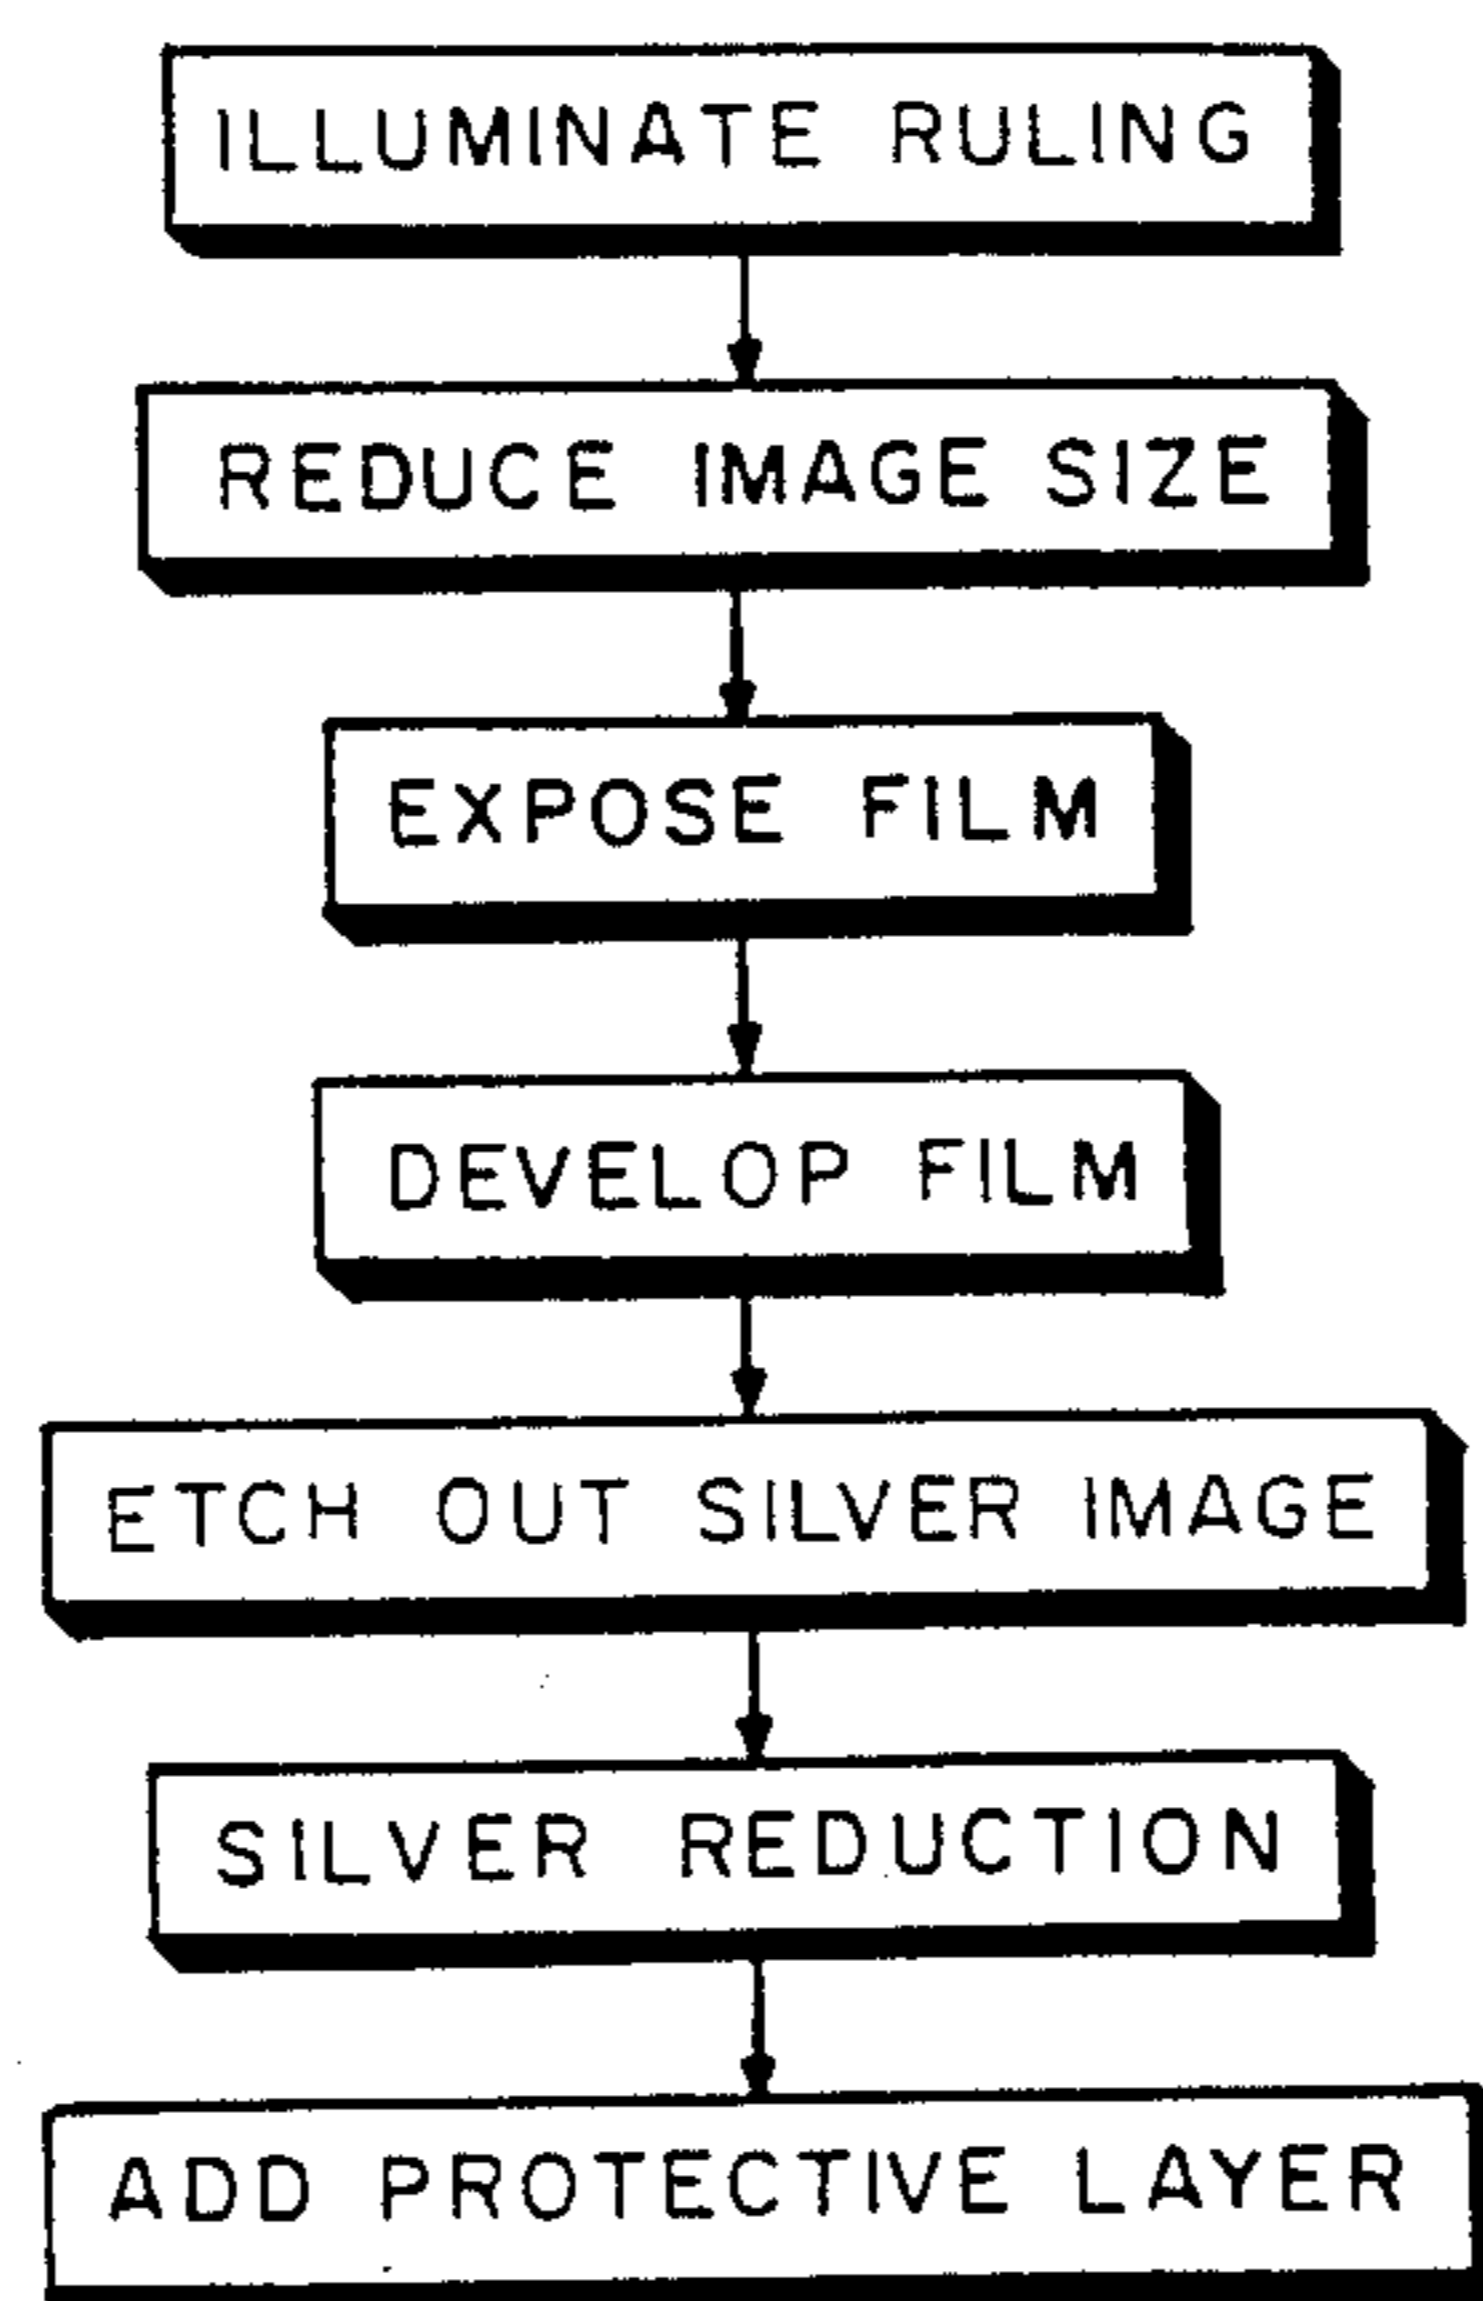 ILLUMINATE RULING
REDUCE IMAGE SIZE
EXPOSE FILM
DEVELOP FILM
ETCH OUT SILVER IMAGE
SILVER REDUCTION
ADD PROTECTIVE LAYER